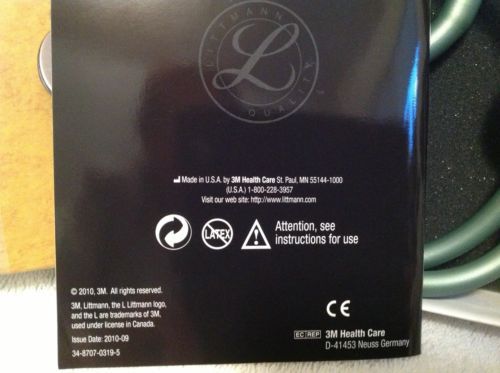 LITTMANN
L
QUALITY
Made in U.S.A. by 3M Health Care St. Paul, MN 55144-1000
(U.S.A.) 1-800-228-3957
Visit our web site: http://www.littmann.com
LATEX
Attention, see
instructions for use
© 2010, 3M. All rights reserved.
3M, Littmann, the L Littmann logo,
and the L are trademarks of 3M,
used under license in Canada.
Issue Date: 2010-09
34-8707-0319-5
CE
EC REP 3M Health Care
D-41453 Neuss Germany